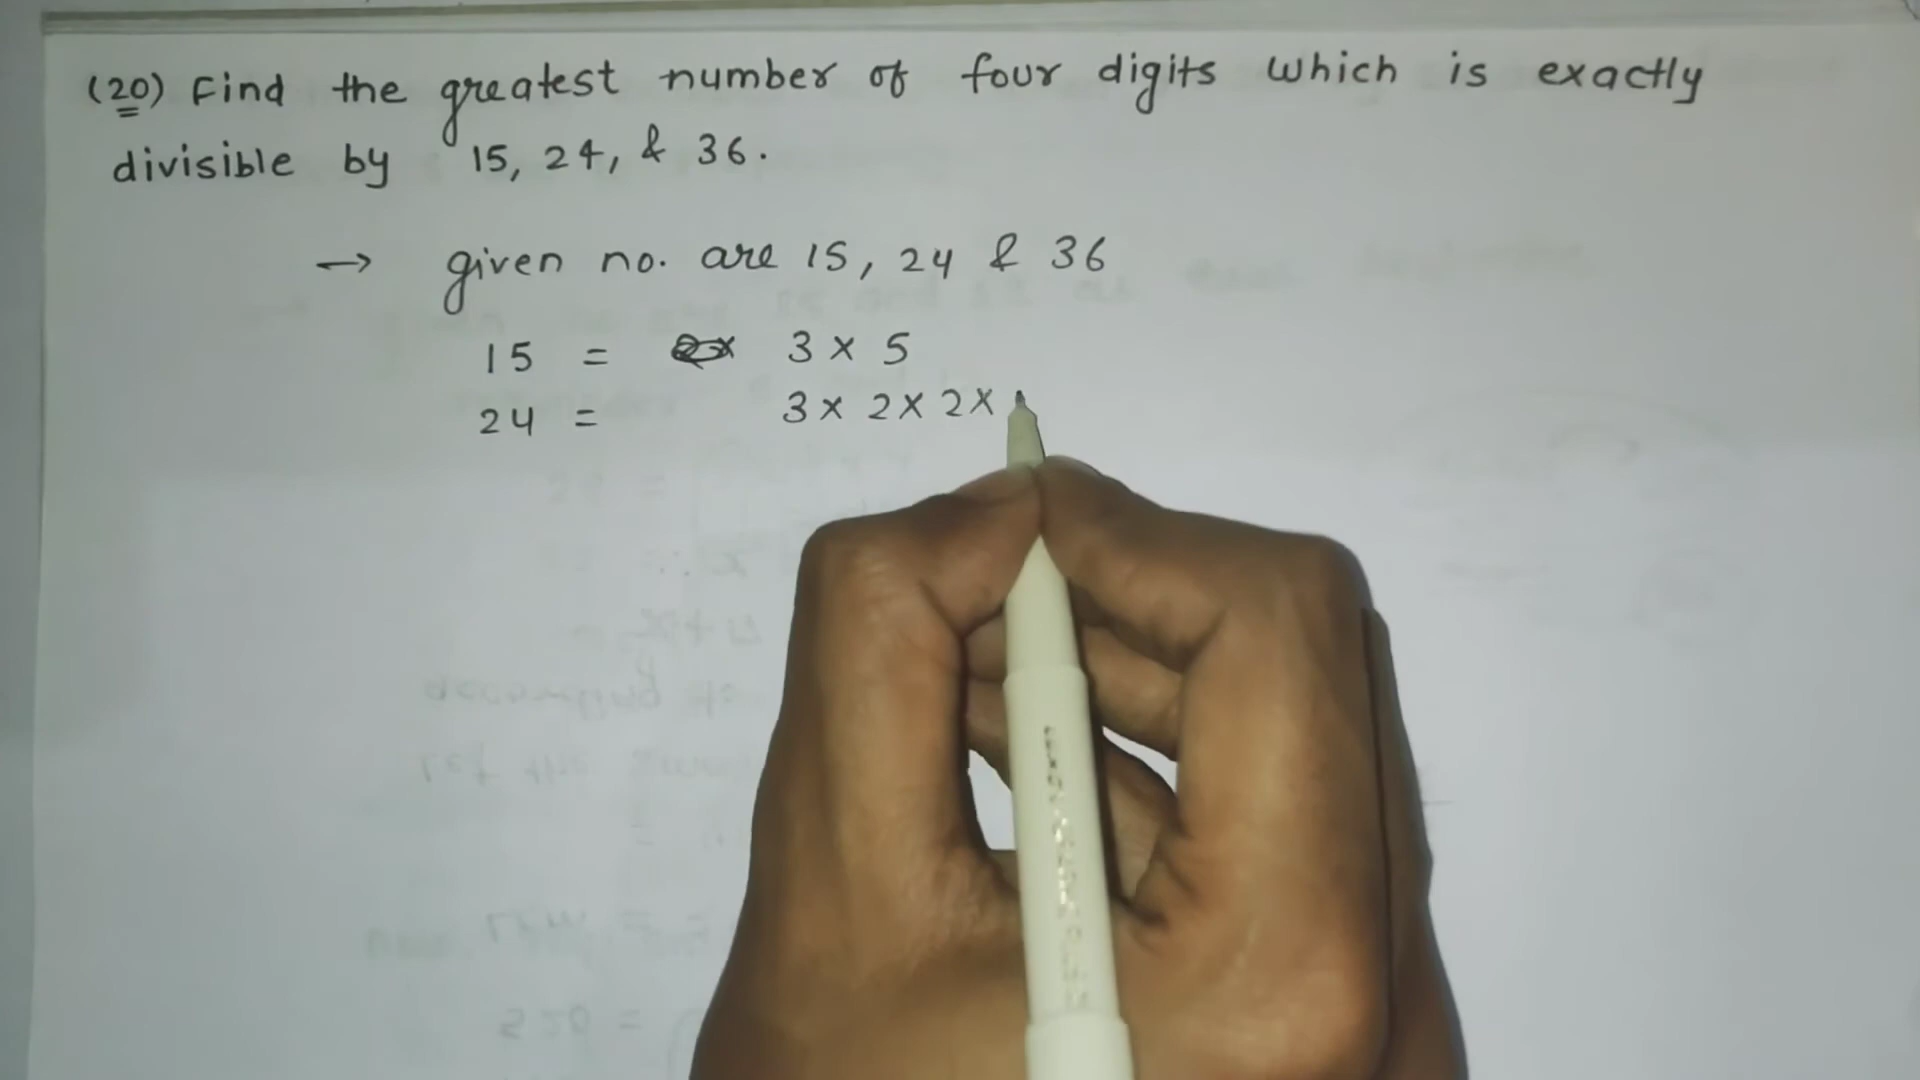 (20) Find the greatest number of four digits which is exactly
divisible by 15, 24, & 36.
→ given no. are 15, 24 & 36
15 = 3 × 5
24 = 3 × 2 × 2 ×